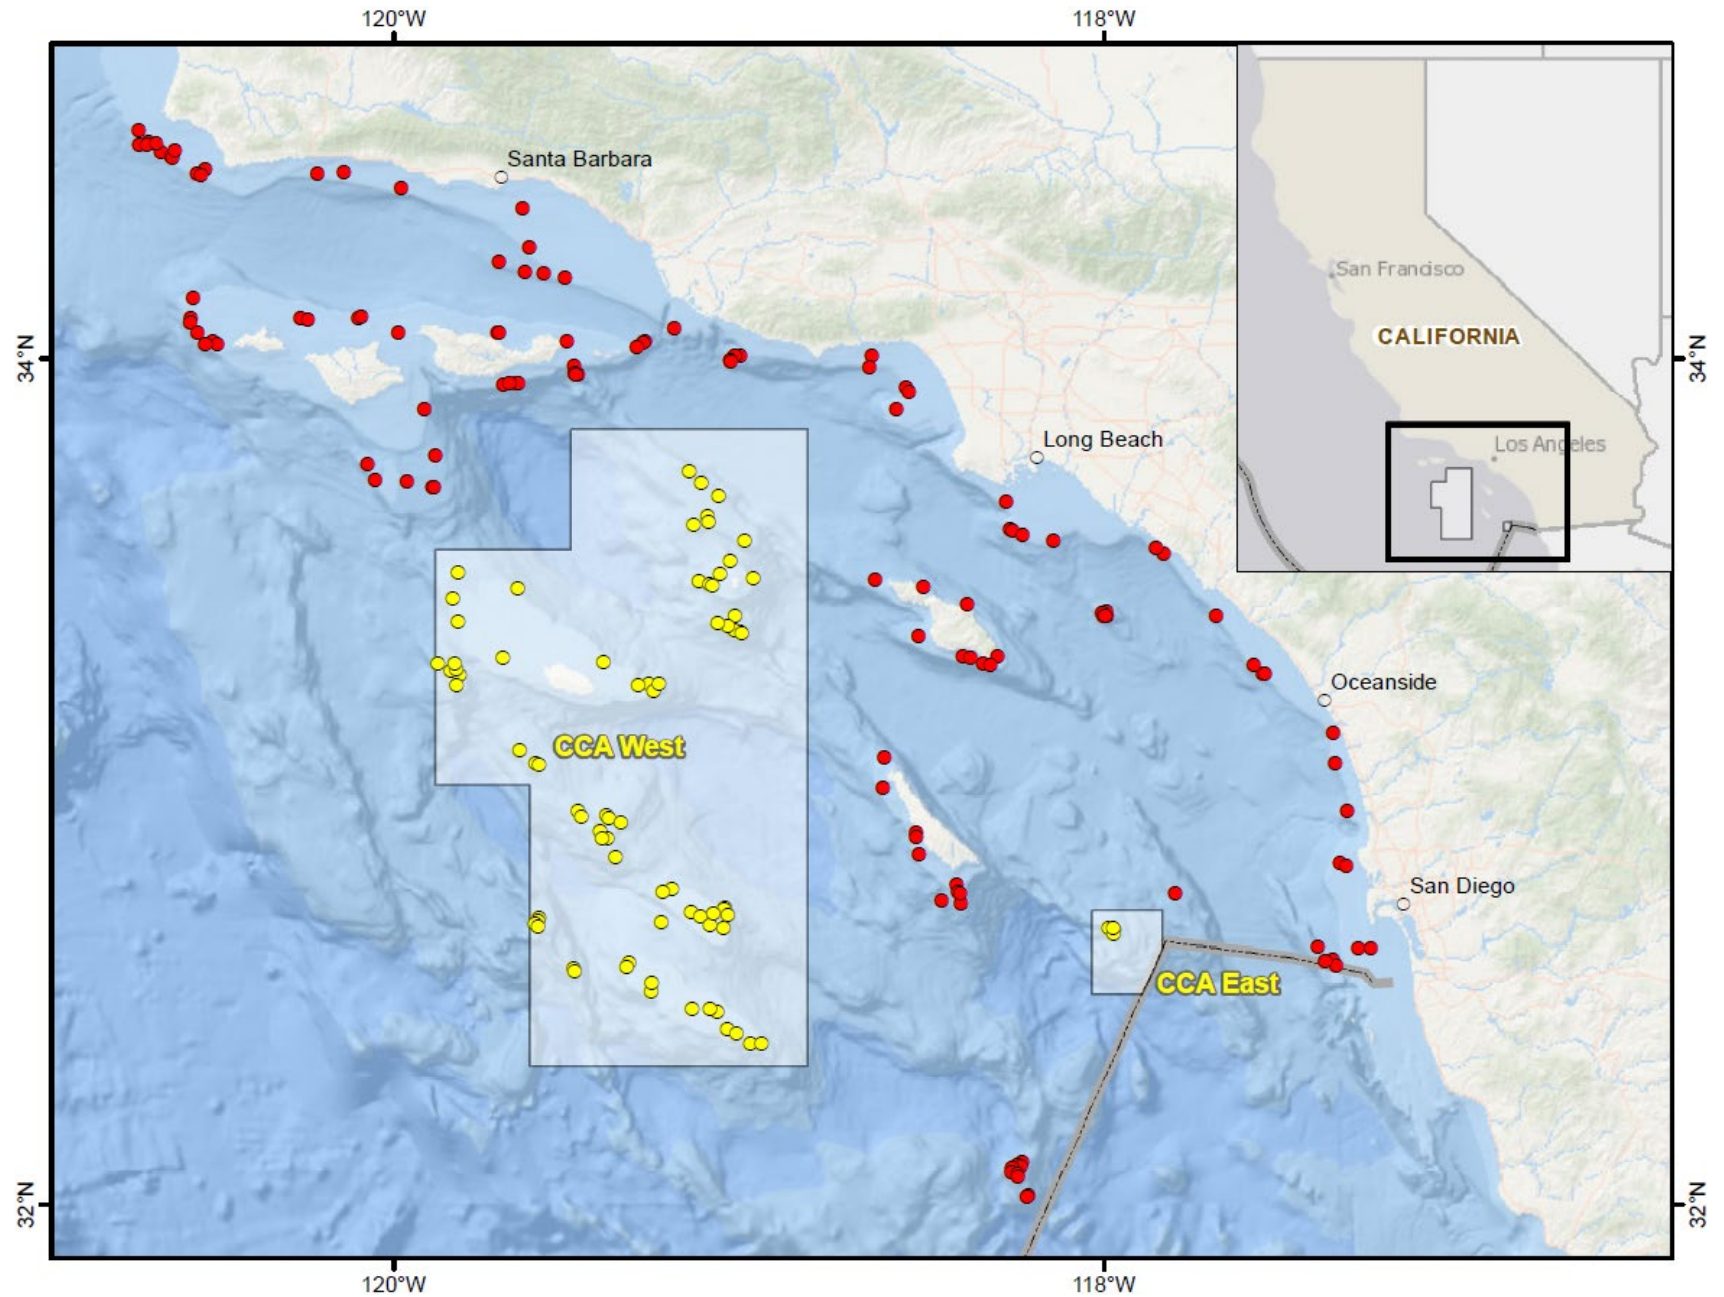 120°W
118°W
Santa Barbara
San Francisco
CALIFORNIA
34°N
34°N
Long Beach
Los Angeles
Oceanside
CCA West
San Diego
CCA East
32°N
32°N
120°W
118°W